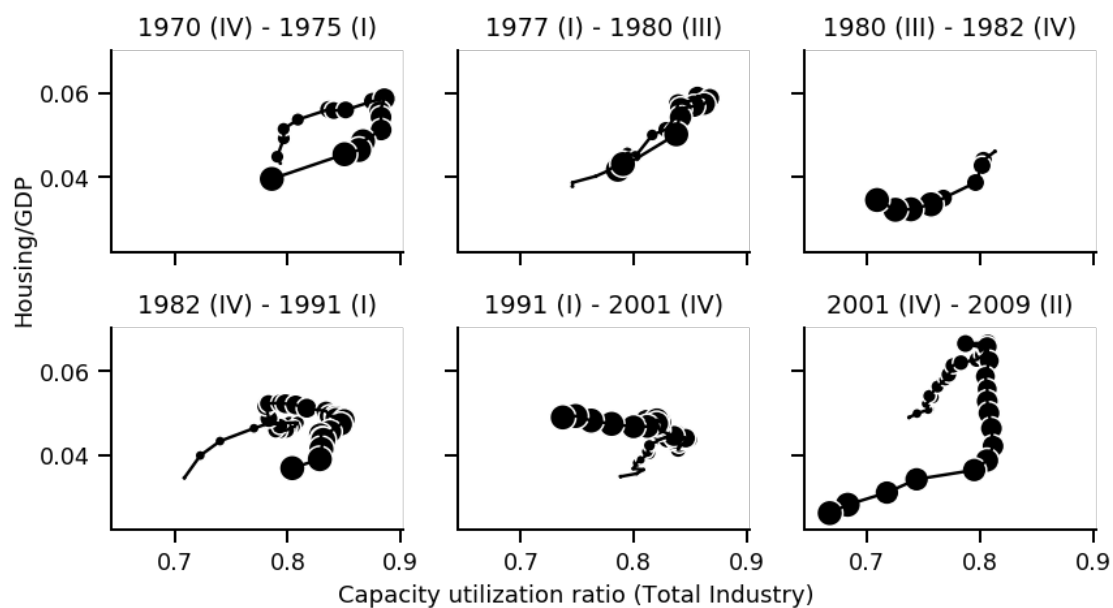 1970 (IV) - 1975 (I)
1977 (I) - 1980 (III)
1980 (III) - 1982 (IV)
0.06
0.04
Housing/GDP
1982 (IV) - 1991 (I)
1991 (I) - 2001 (IV)
2001 (IV) - 2009 (II)
0.06
0.04
0.7 0.8 0.9
0.7 0.8 0.9
0.7 0.8 0.9
Capacity utilization ratio (Total Industry)